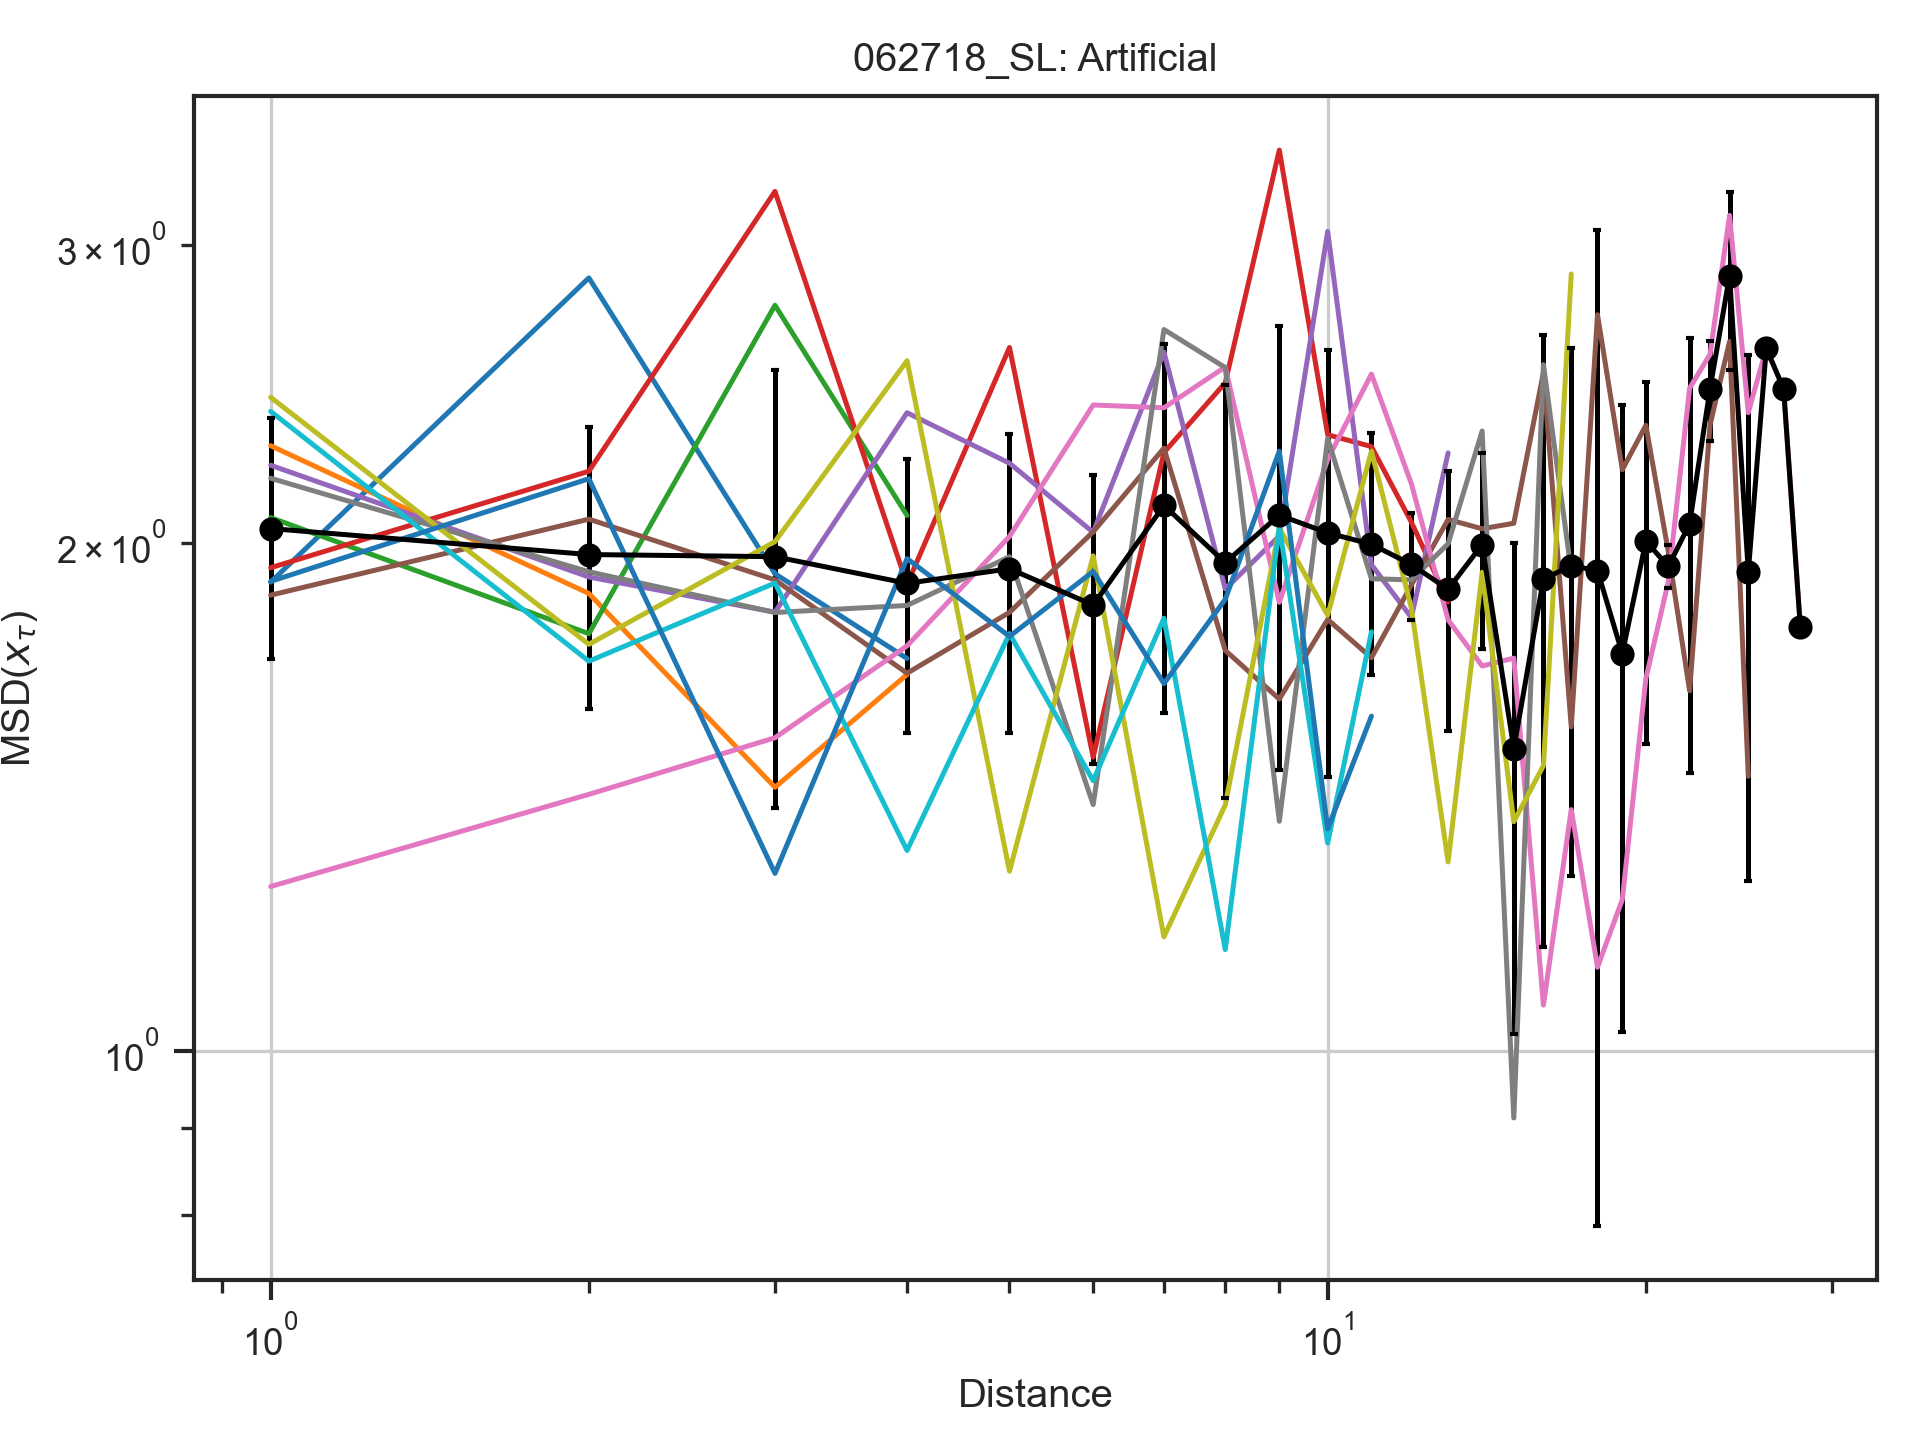 062718_SL: Artificial
3 × 10⁰
2 × 10⁰
10⁰
MSD(x_τ)
10⁰ 10¹
Distance